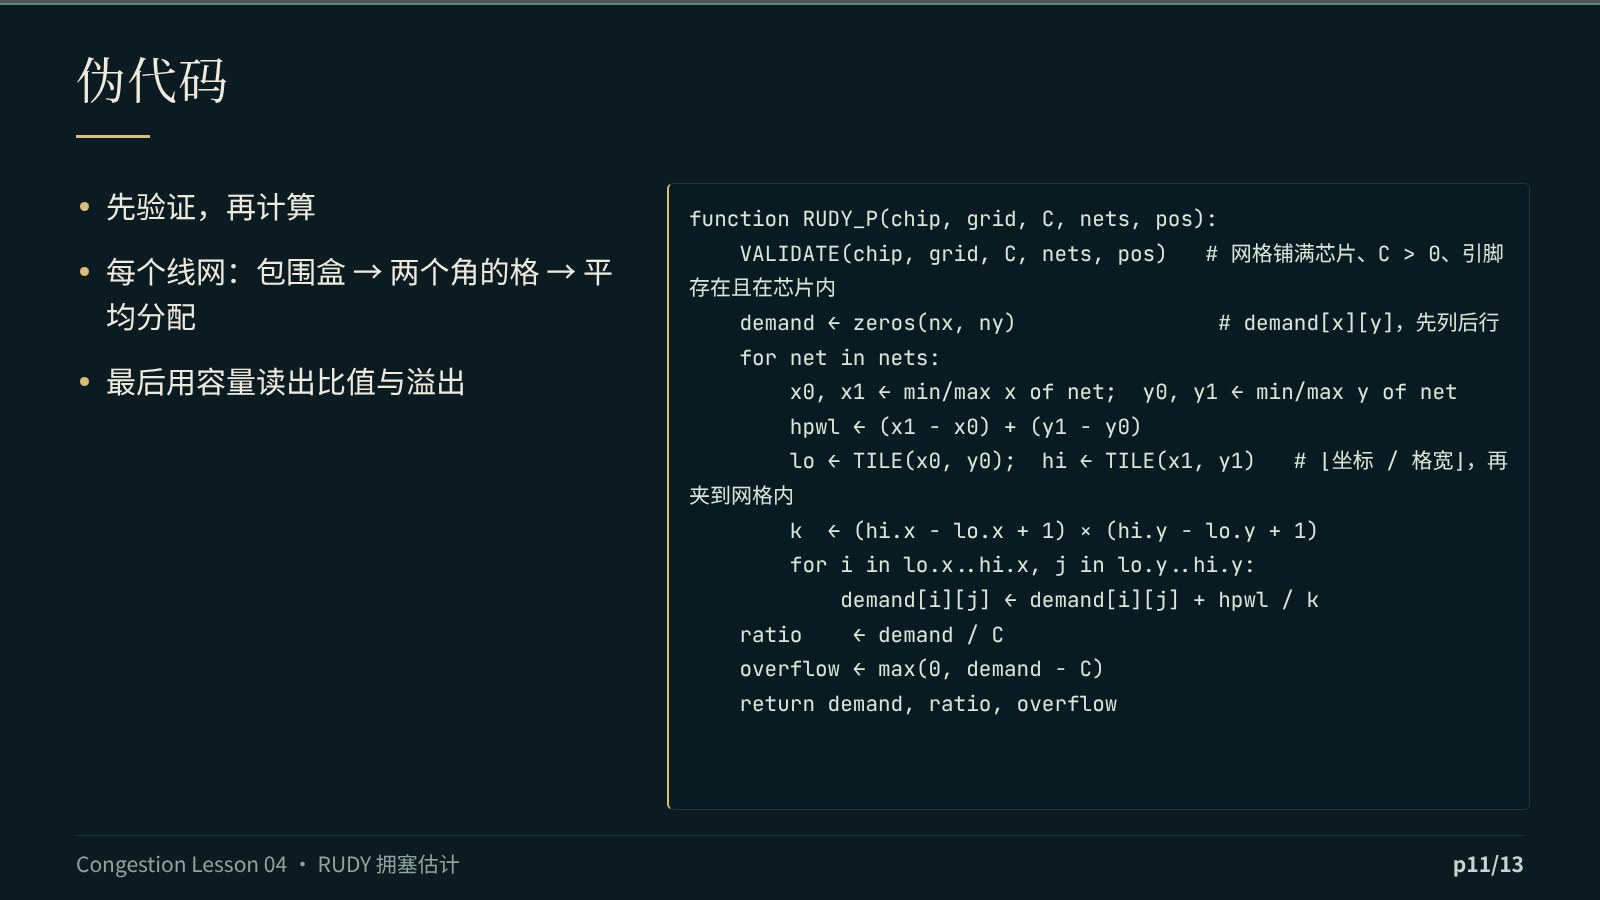 伪代码
• 先验证，再计算
• 每个线网：包围盒 → 两个角的格 → 平
均分配
• 最后用容量读出比值与溢出
function RUDY_P(chip, grid, C, nets, pos):
    VALIDATE(chip, grid, C, nets, pos)   # 网格铺满芯片、C > 0、引脚
存在且在芯片内
    demand ← zeros(nx, ny)                # demand[x][y]，先列后行
    for net in nets:
        x0, x1 ← min/max x of net;  y0, y1 ← min/max y of net
        hpwl ← (x1 - x0) + (y1 - y0)
        lo ← TILE(x0, y0);  hi ← TILE(x1, y1)   # ⌊坐标 / 格宽⌋，再
夹到网格内
        k  ← (hi.x - lo.x + 1) × (hi.y - lo.y + 1)
        for i in lo.x..hi.x, j in lo.y..hi.y:
            demand[i][j] ← demand[i][j] + hpwl / k
    ratio    ← demand / C
    overflow ← max(0, demand - C)
    return demand, ratio, overflow
Congestion Lesson 04 · RUDY 拥塞估计
p11/13